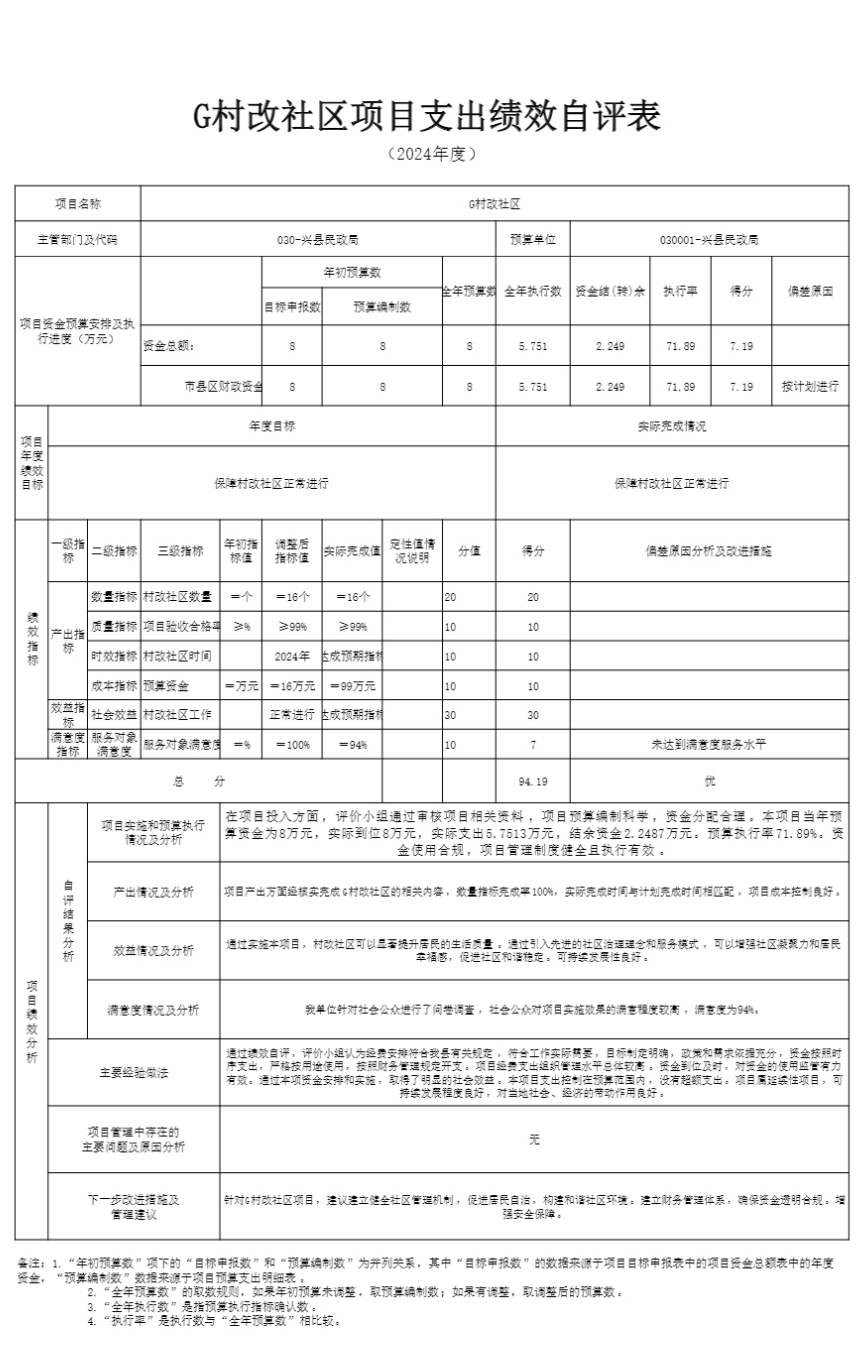 G村改社区项目支出绩效自评表
（2024年度）
项目名称 G村改社区
主管部门及代码 030-兴县民政局 预算单位 030001-兴县民政局
项目资金预算安排及执
行进度（万元）
年初预算数 全年预算数 全年执行数 资金结(转)余 执行率 得分 偏差原因
目标申报数 预算编制数
资金总额： 8 8 8 5.751 2.249 71.89 7.19
市县区财政资金 8 8 8 5.751 2.249 71.89 7.19 按计划进行
项目
年度
绩效
目标
年度目标 实际完成情况
保障村改社区正常进行 保障村改社区正常进行
绩
效
指
标
一级指
标
二级指标 三级指标
年初指
标值
调整后
指标值
实际完成值
定性值情
况说明
分值 得分 偏差原因分析及改进措施
产出指
标
数量指标 村改社区数量 ＝个 ＝16个 ＝16个 20 20
质量指标 项目验收合格率 ≥% ≥99% ≥99% 10 10
时效指标 村改社区时间 2024年 达成预期指标 10 10
成本指标 预算资金 ＝万元 ＝16万元 ＝99万元 10 10
效益指
标
社会效益 村改社区工作 正常进行 达成预期指标 30 30
满意度
指标
服务对象
满意度
服务对象满意度 ＝% ＝100% ＝94% 10 7 未达到满意度服务水平
总 分 94.19 优
项
目
绩
效
分
析
自
评
结
果
分
析
项目实施和预算执行
情况及分析
在项目投入方面，评价小组通过审核项目相关资料，项目预算编制科学，资金分配合理。本项目当年预
算资金为8万元，实际到位8万元，实际支出5.7513万元，结余资金2.2487万元。预算执行率71.89%。资
金使用合规，项目管理制度健全且执行有效。
产出情况及分析
项目产出方面经核实完成G村改社区的相关内容，数量指标完成率100%，实际完成时间与计划完成时间相匹配，项目成本控制良好。
效益情况及分析
通过实施本项目，村改社区可以显著提升居民的生活质量。通过引入先进的社区治理理念和服务模式，可以增强社区凝聚力和居民
幸福感，促进社区和谐稳定。可持续发展性良好。
满意度情况及分析
我单位针对社会公众进行了问卷调查，社会公众对项目实施效果的满意程度较高，满意度为94%。
主要经验做法
通过绩效自评，评价小组认为经费安排符合我县有关规定，符合工作实际需要，目标制定明确，政策和需求依据充分，资金按照时
序支出，严格按用途使用，按照财务管理规定开支。项目经费支出组织管理水平总体较高。资金到位及时，对资金的使用监管有力
有效。通过本项资金安排和实施，取得了明显的社会效益。本项目支出控制在预算范围内，没有超额支出。项目属延续性项目，可
持续发展程度良好，对当地社会、经济的带动作用良好。
项目管理中存在的
主要问题及原因分析
无
下一步改进措施及
管理建议
针对G村改社区项目，建议建立健全社区管理机制，促进居民自治，构建和谐社区环境。建立财务管理体系，确保资金透明合规。增
强安全保障。
备注：1.“年初预算数”项下的“目标申报数”和“预算编制数”为并列关系，其中“目标申报数”的数据来源于项目目标申报表中的项目资金总额表中的年度
资金，“预算编制数”数据来源于项目预算支出明细表。
2.“全年预算数”的取数规则，如果年初预算未调整，取预算编制数；如果有调整，取调整后的预算数。
3.“全年执行数”是指预算执行指标确认数。
4.“执行率”是执行数与“全年预算数”相比较。